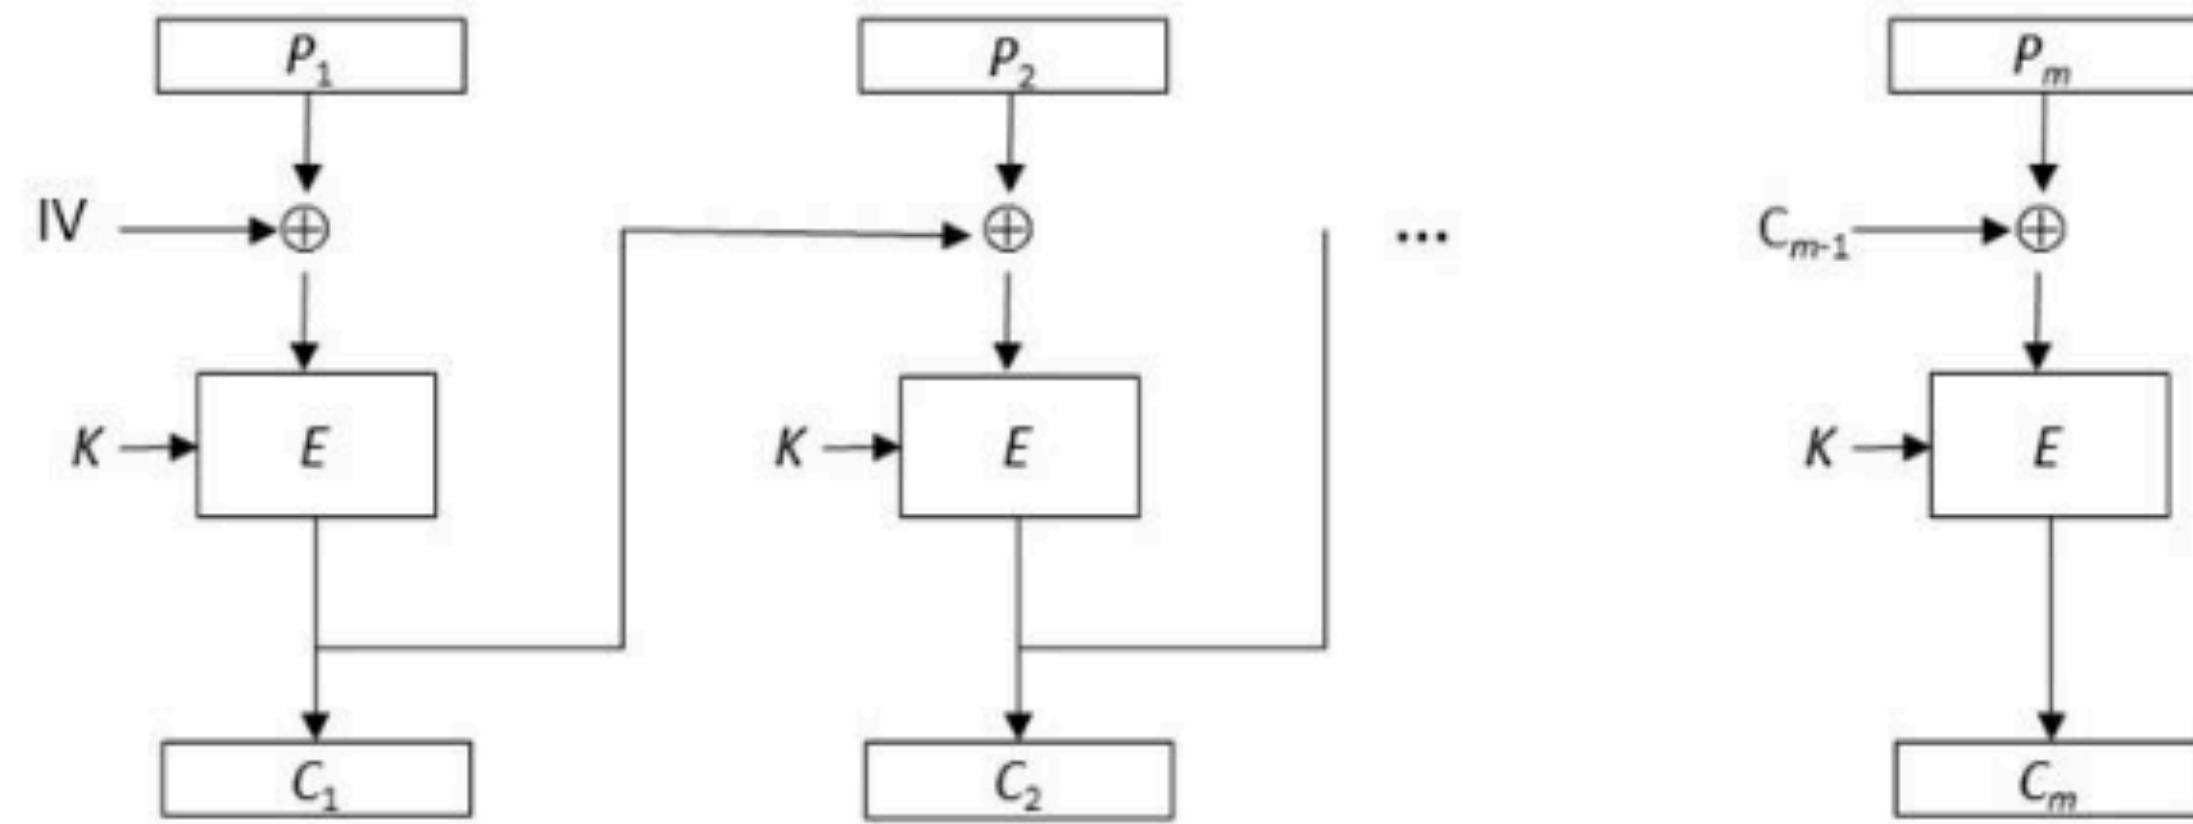 P₁ P₂ Pₘ
IV ⊕ ⊕ ... Cₘ₋₁ ⊕
K E K E K E
C₁ C₂ Cₘ